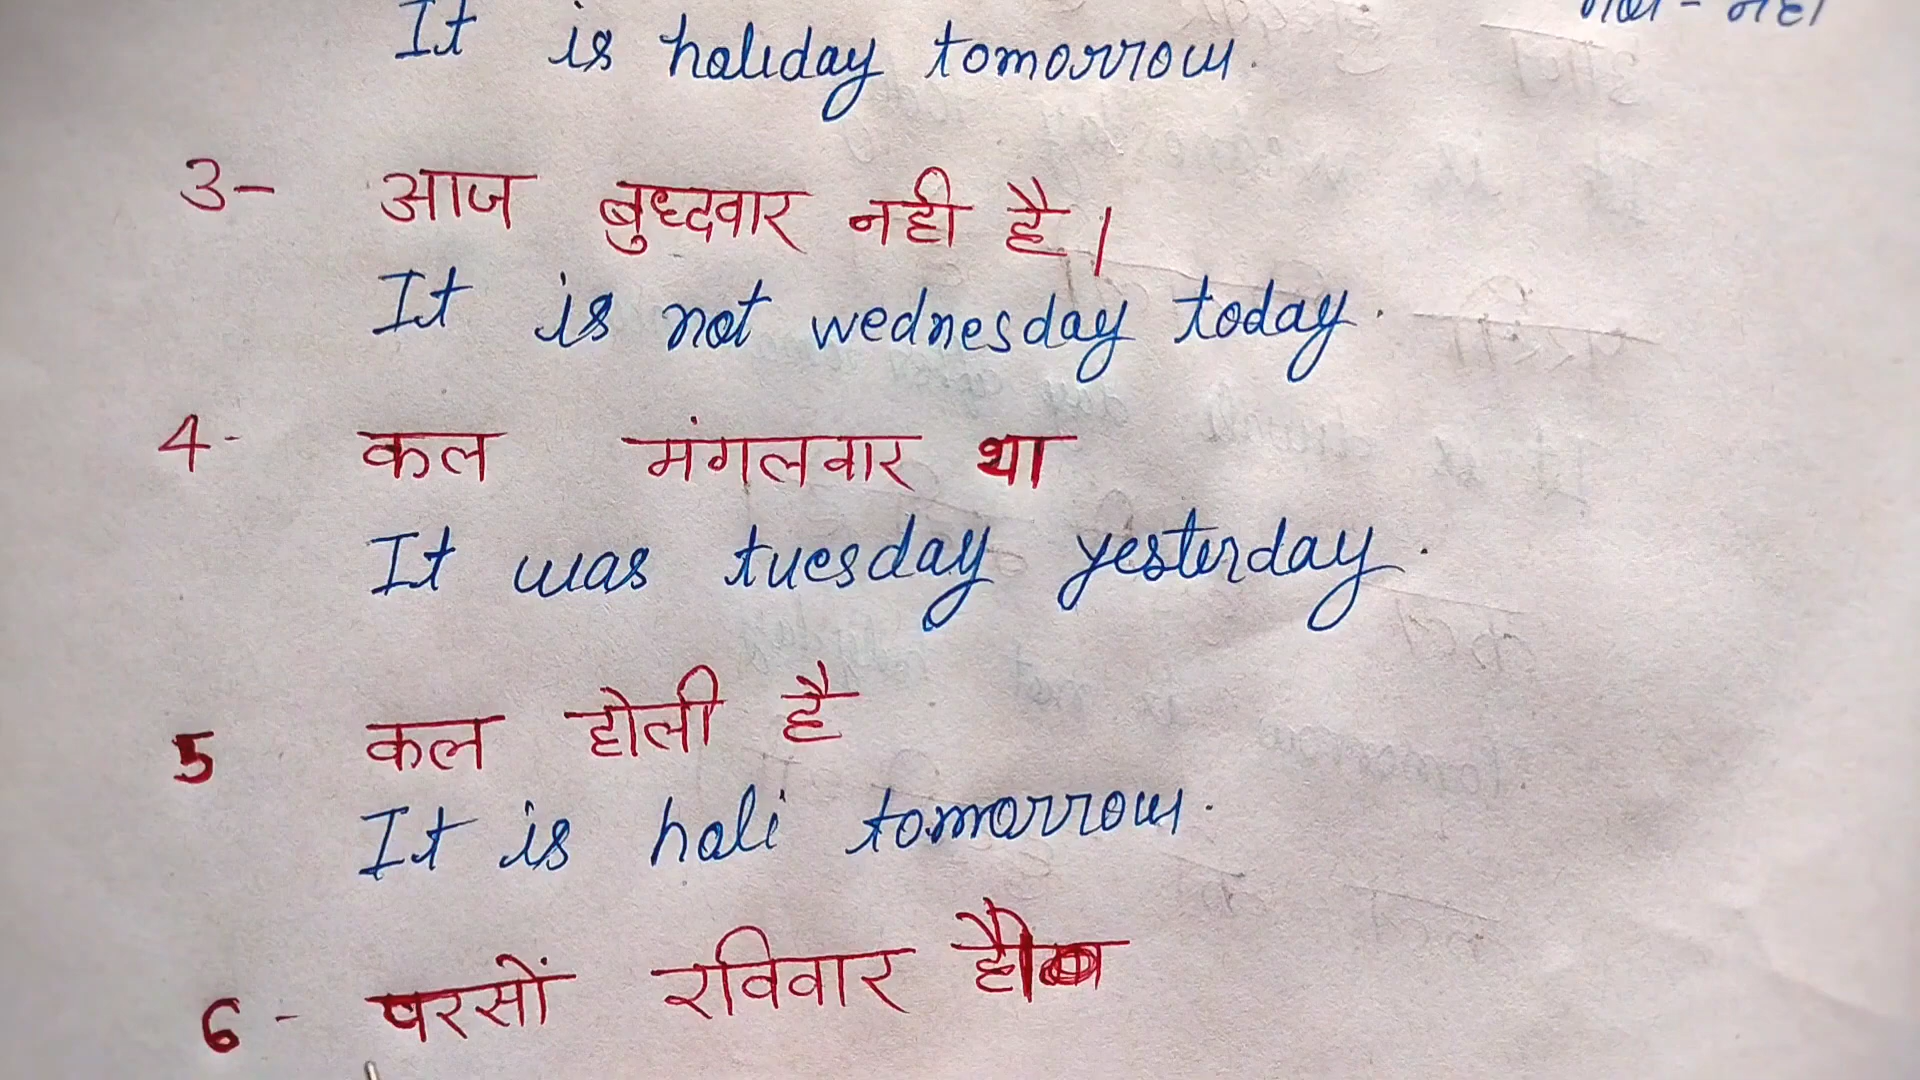 It is holiday tomorrow.
3- आज बुध्दवार नही है।
It is not wednesday today.
4- कल मंगलवार था
It was tuesday yesterday.
5 कल होली है
It is holi tomorrow.
6- परसों रविवार है।